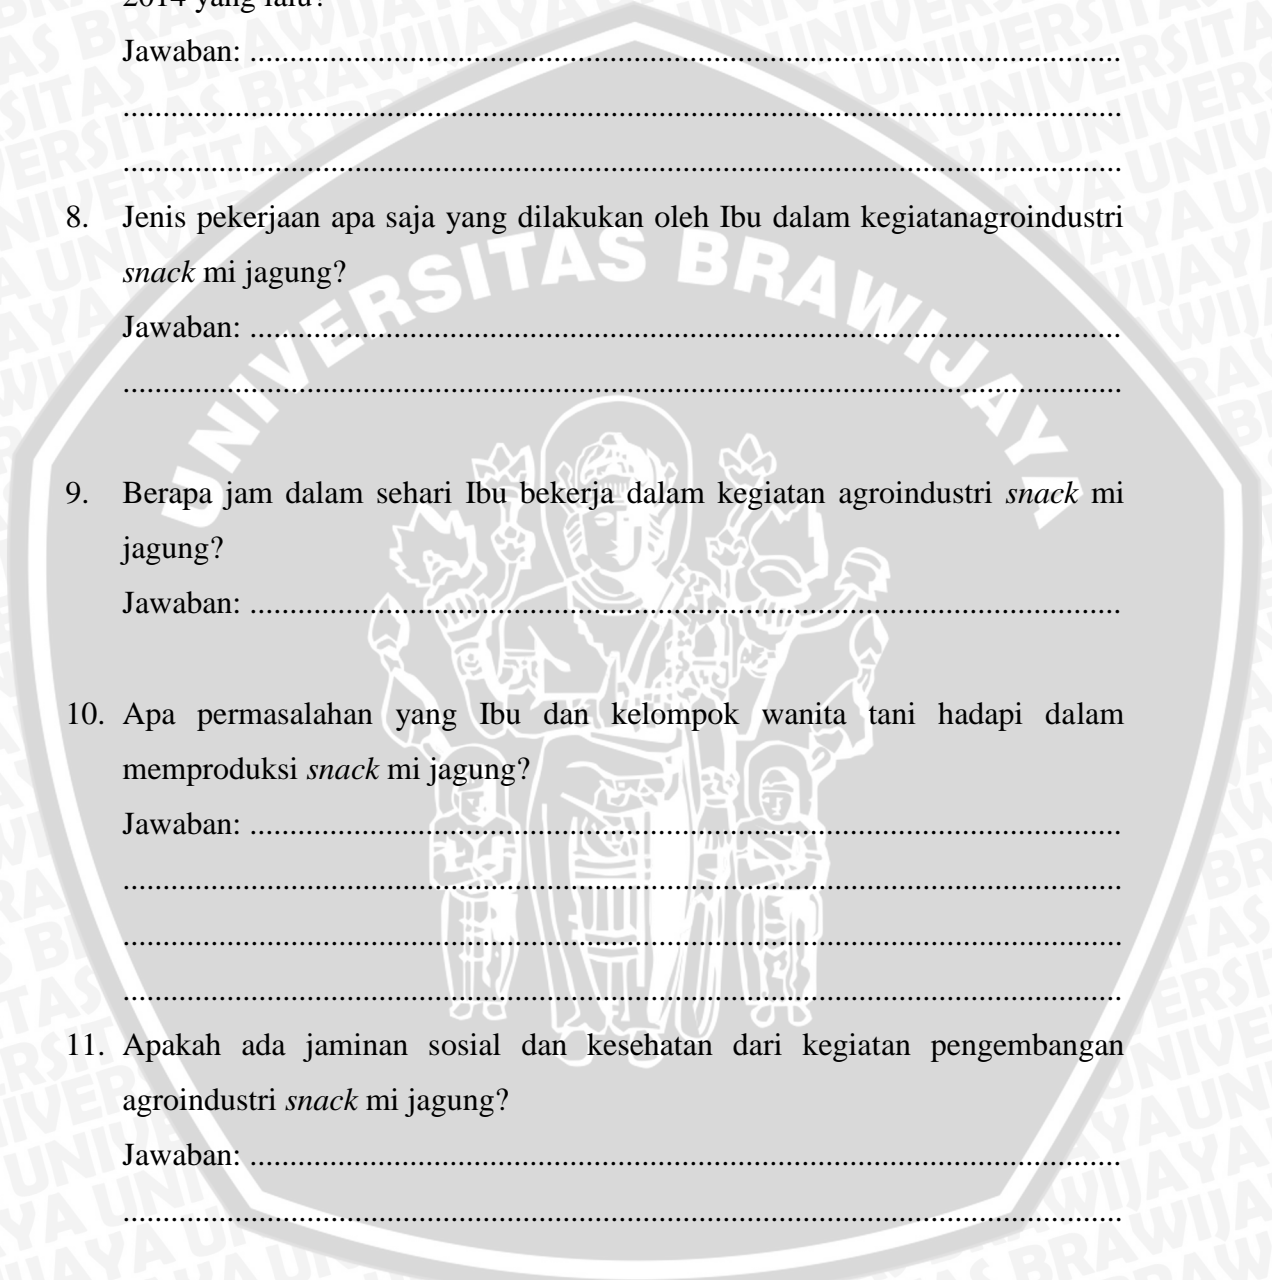 2014 yang lalu?
Jawaban: ..............................................................................................................
..............................................................................................................................
..............................................................................................................................
8. Jenis pekerjaan apa saja yang dilakukan oleh Ibu dalam kegiatanagroindustri
snack mi jagung?
Jawaban: ..............................................................................................................
..............................................................................................................................
9. Berapa jam dalam sehari Ibu bekerja dalam kegiatan agroindustri snack mi
jagung?
Jawaban: ..............................................................................................................
10. Apa permasalahan yang Ibu dan kelompok wanita tani hadapi dalam
memproduksi snack mi jagung?
Jawaban: ..............................................................................................................
..............................................................................................................................
..............................................................................................................................
..............................................................................................................................
11. Apakah ada jaminan sosial dan kesehatan dari kegiatan pengembangan
agroindustri snack mi jagung?
Jawaban: ..............................................................................................................
..............................................................................................................................
UNIVERSITAS BRAWIJAYA